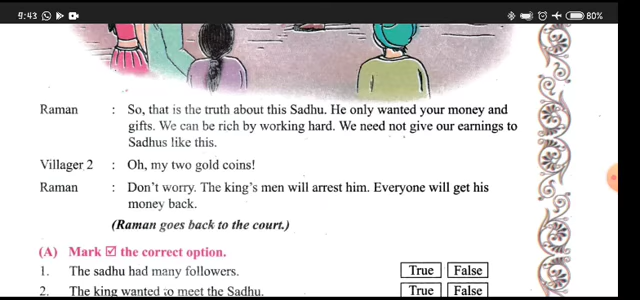 9:43 80%
Raman : So, that is the truth about this Sadhu. He only wanted your money and
gifts. We can be rich by working hard. We need not give our earnings to
Sadhus like this.
Villager 2 : Oh, my two gold coins!
Raman : Don't worry. The king's men will arrest him. Everyone will get his
money back.
(Raman goes back to the court.)
(A) Mark ☑ the correct option.
1. The sadhu had many followers. True False
2. The king wanted to meet the Sadhu. True False